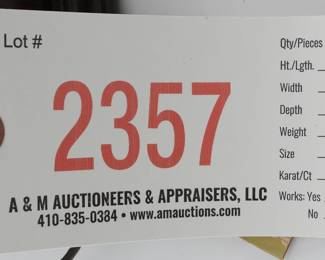 Lot #
2357
A & M AUCTIONEERS & APPRAISERS, LLC
410-835-0384 • www.amauctions.com
Qty/Pieces
Ht./Lgth.
Width
Depth
Weight
Size
Karat/Ct
Works: Yes
No